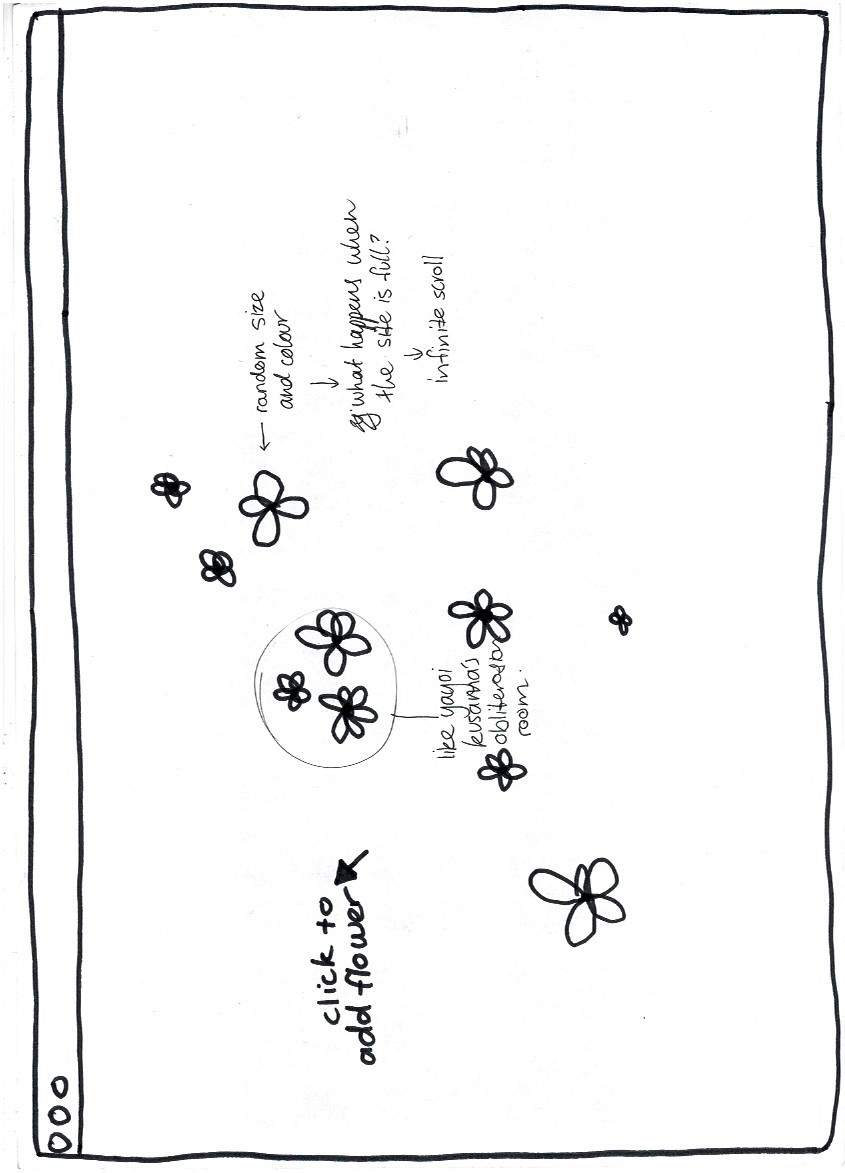 click to
add flower
random size
and colour
what happens when
the site is full?
infinite scroll
like yayoi
kusama's
obliteration
room.